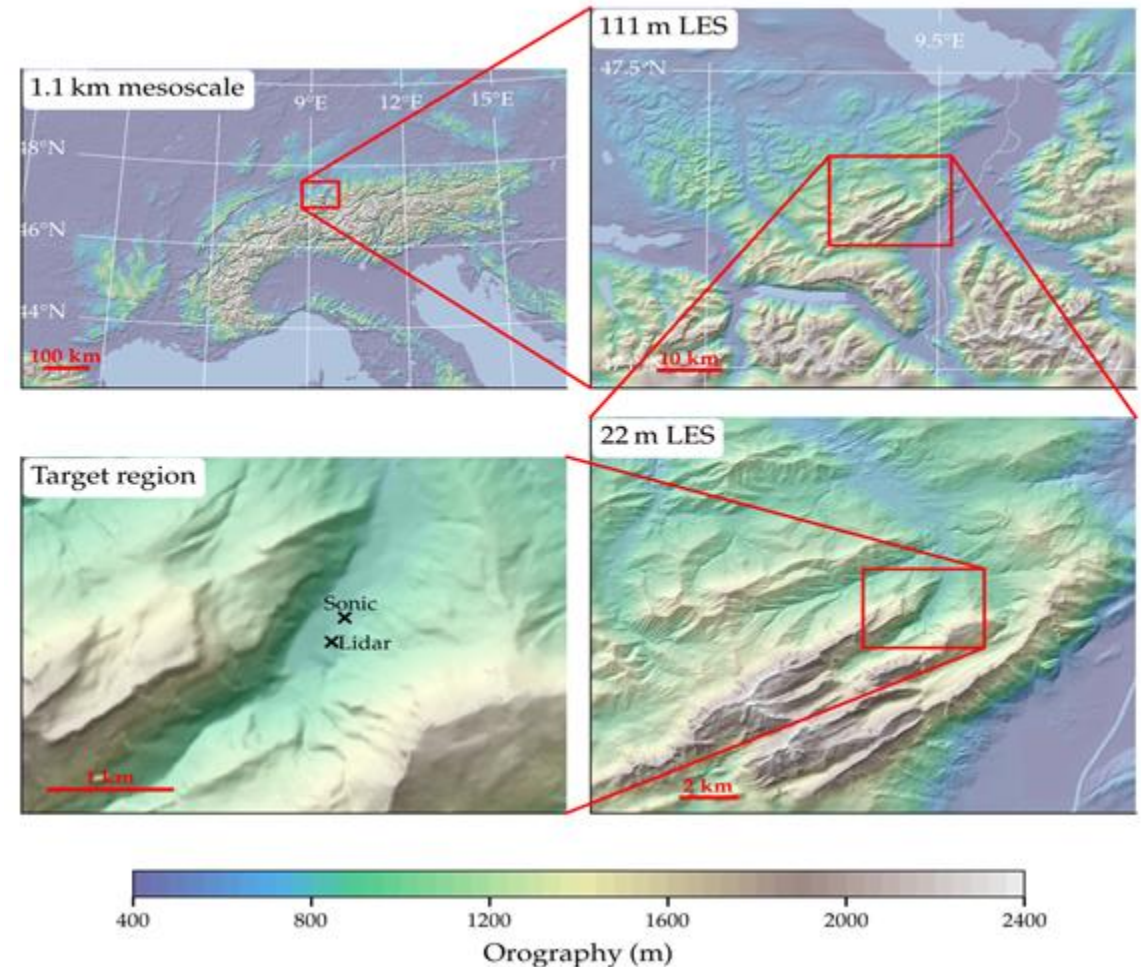 1.1 km mesoscale
9°E
12°E
15°E
48°N
46°N
44°N
100 km
111 m LES
9.5°E
47.5°N
10 km
Target region
Sonic
Lidar
1 km
22 m LES
2 km
400
800
1200
1600
2000
2400
Orography (m)